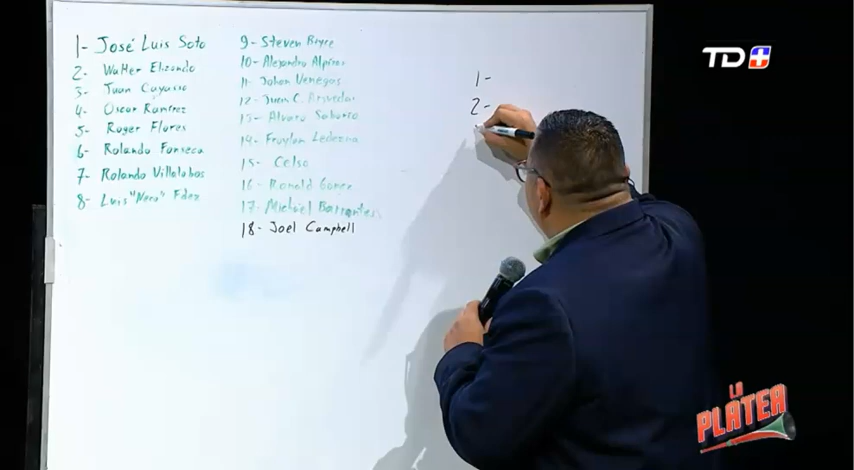 1- José Luis Soto
2- Walter Elizondo
3- Juan Cayasso
4- Oscar Ramírez
5- Roger Flores
6- Rolando Fonseca
7- Rolando Villalobos
8- Luis "Neco" Fdez
9- Steven Bryce
10- Alejandro Alpízar
11- Johan Venegas
12- Juan C.
13- Alvaro Saborío
14- Froylan Ledezma
15- Celso
16- Ronald Gómez
17- Michael Barrantes
18- Joel Campbell
1-
2-
TD+
LA
PLATEA